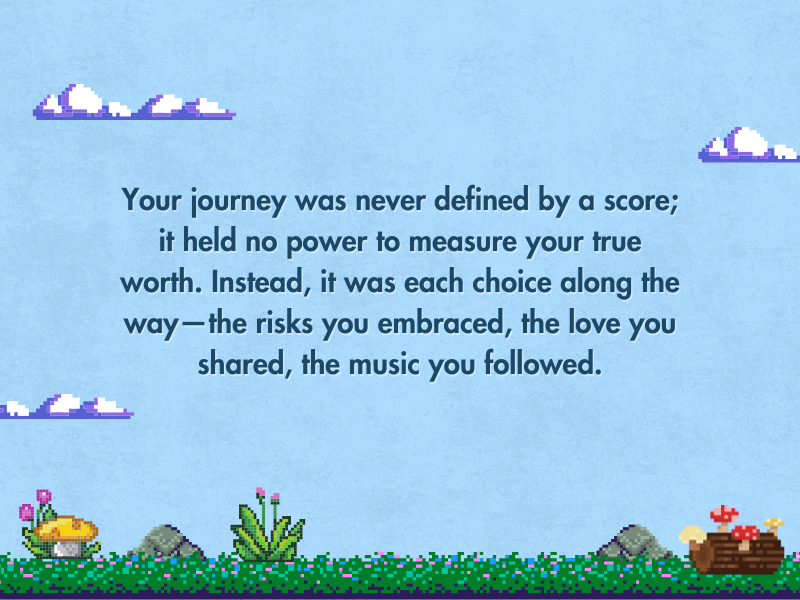 Your journey was never defined by a score;
it held no power to measure your true
worth. Instead, it was each choice along the
way—the risks you embraced, the love you
shared, the music you followed.